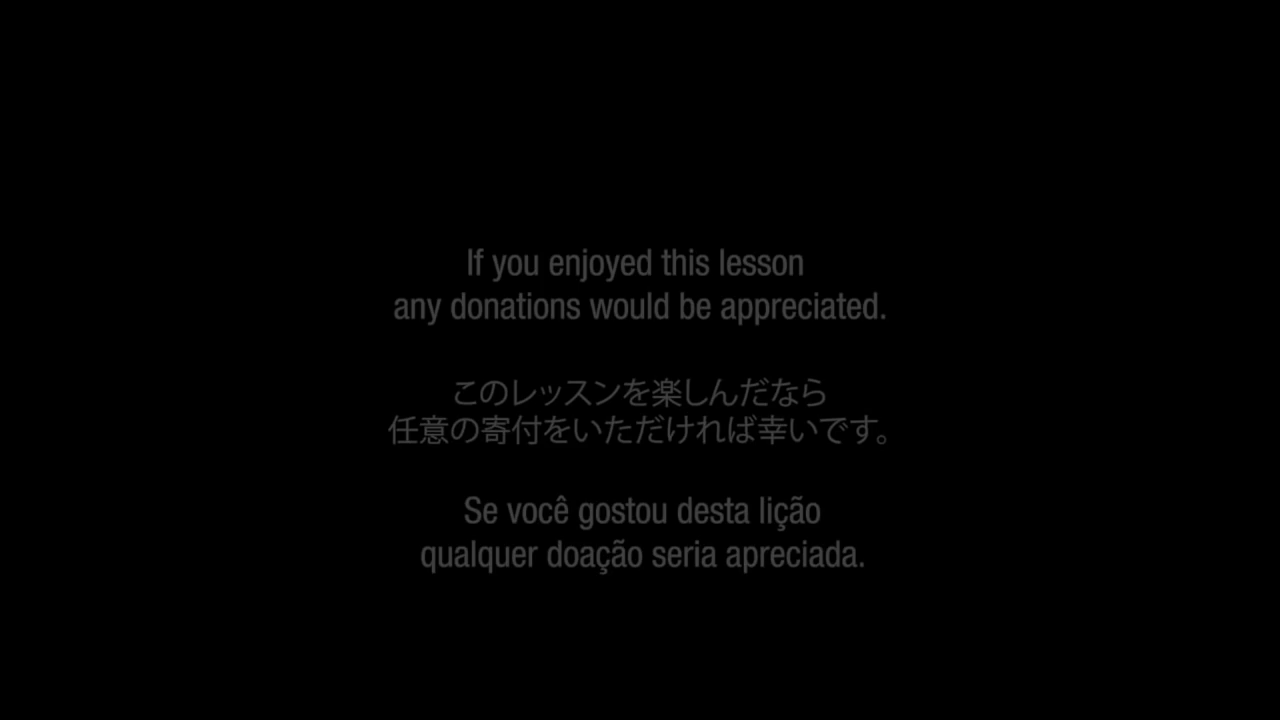 If you enjoyed this lesson
any donations would be appreciated.
このレッスンを楽しんだなら
任意の寄付をいただければ幸いです。
Se você gostou desta lição
qualquer doação seria apreciada.